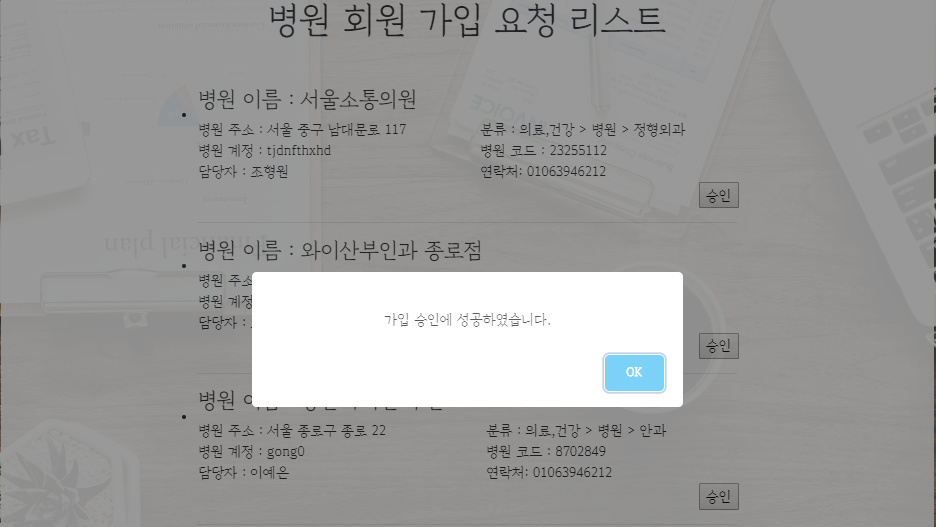 병원 회원 가입 요청 리스트
병원 이름 : 서울소통의원
병원 주소 : 서울 중구 남대문로 117
분류 : 의료,건강 > 병원 > 정형외과
병원 계정 : tjdnfthxhd
병원 코드 : 23255112
담당자 : 조형원
연락처: 01063946212
승인
병원 이름 : 와이산부인과 종로점
병원 주소
병원 계정
담당자 :
승인
가입 승인에 성공하였습니다.
OK
병원
병원 주소 : 서울 종로구 종로 22
분류 : 의료,건강 > 병원 > 안과
병원 계정 : gong0
병원 코드 : 8702849
담당자 : 이예은
연락처: 01063946212
승인
INVOICE
Tax
Financial plan